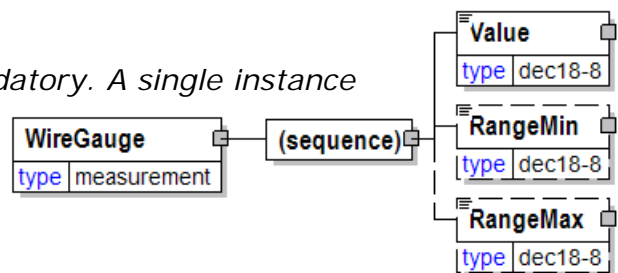 Value
type dec18-8
datory. A single instance
WireGauge
type measurement
(sequence)
RangeMin
type dec18-8
RangeMax
type dec18-8